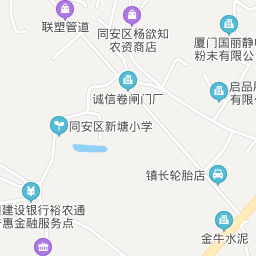 联塑管道
同安区杨欲知
农资商店
厦门国丽静电
粉末有限公
诚信卷闸门厂
启品
有限公
同安区新塘小学
镇长轮胎店
建设银行裕农通
惠金融服务点
金牛水泥